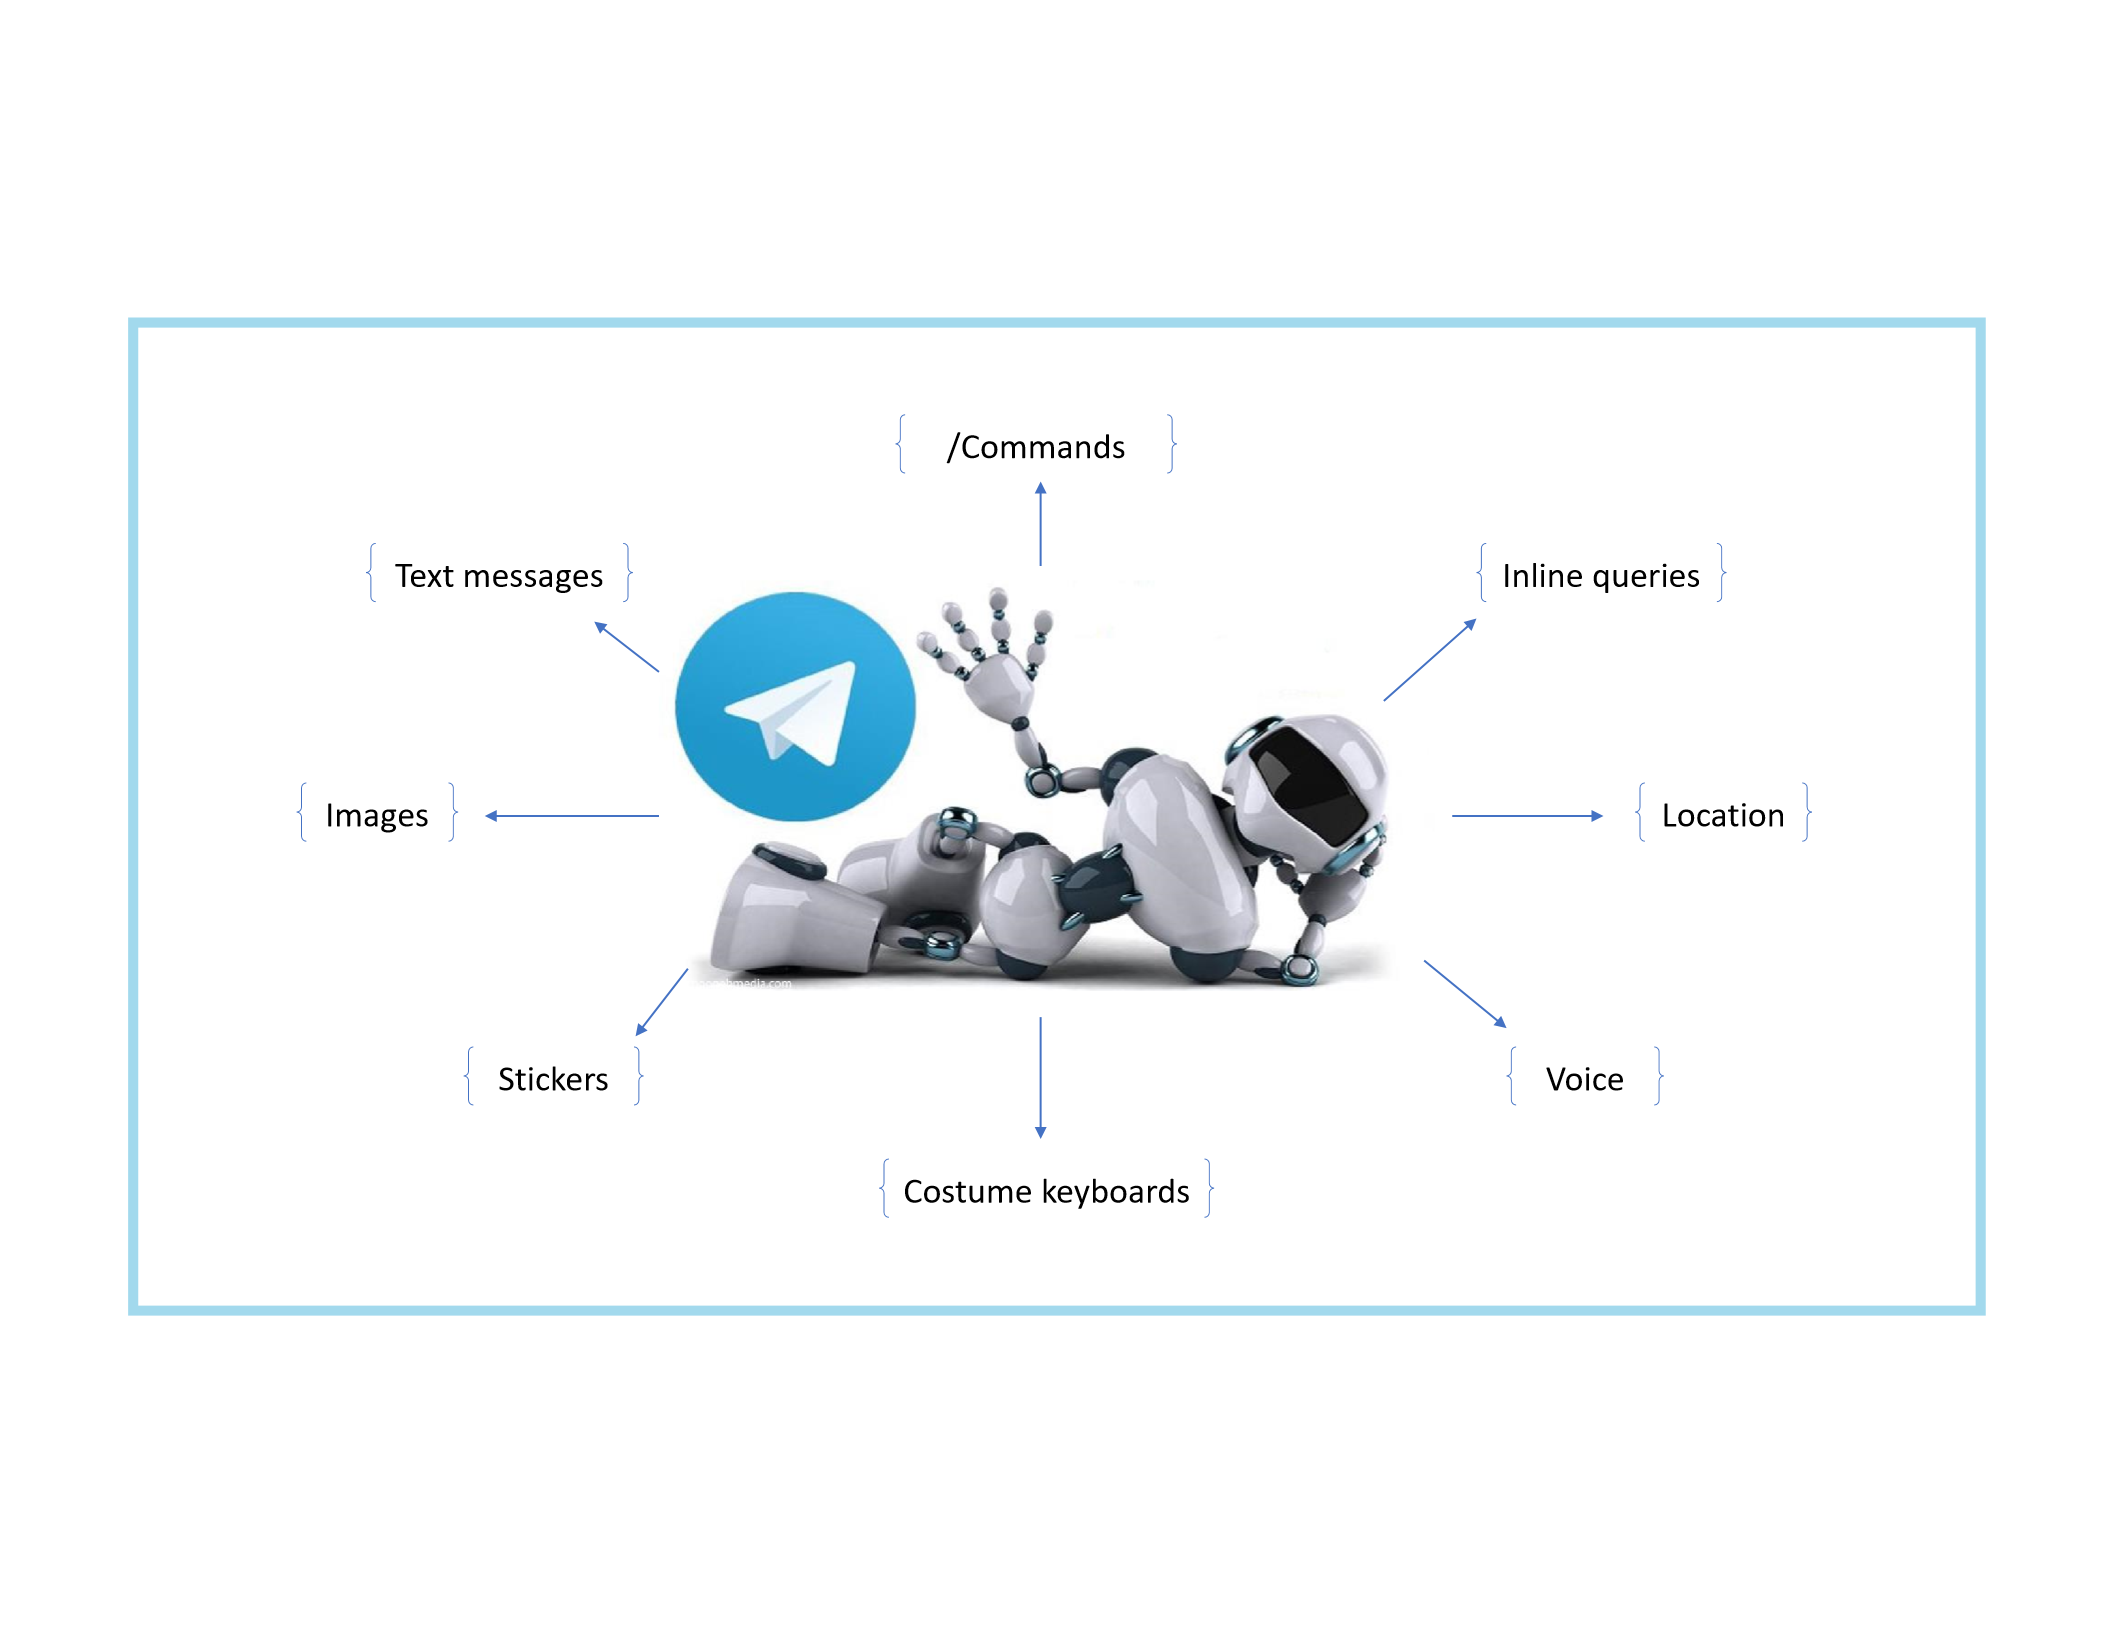 /Commands
Text messages
Inline queries
Images
Location
Stickers
Voice
Costume keyboards